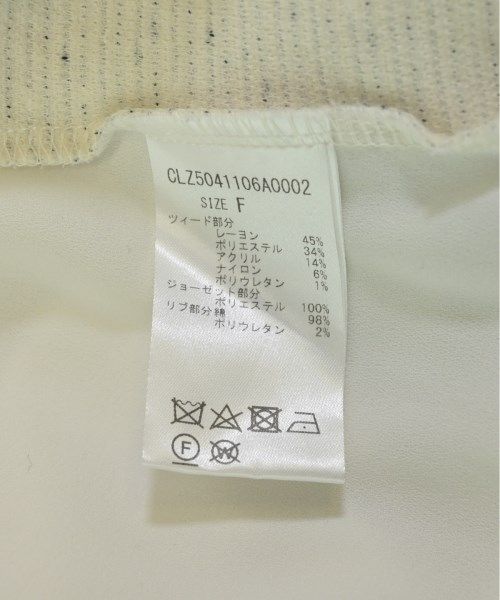 CLZ5041106A0002
SIZE F
ツィード部分
レーヨン 45%
ポリエステル 34%
アクリル 14%
ナイロン 6%
ポリウレタン 1%
ジョーゼット部分
ポリエステル 100%
リブ部分綿 98%
ポリウレタン 2%
F W